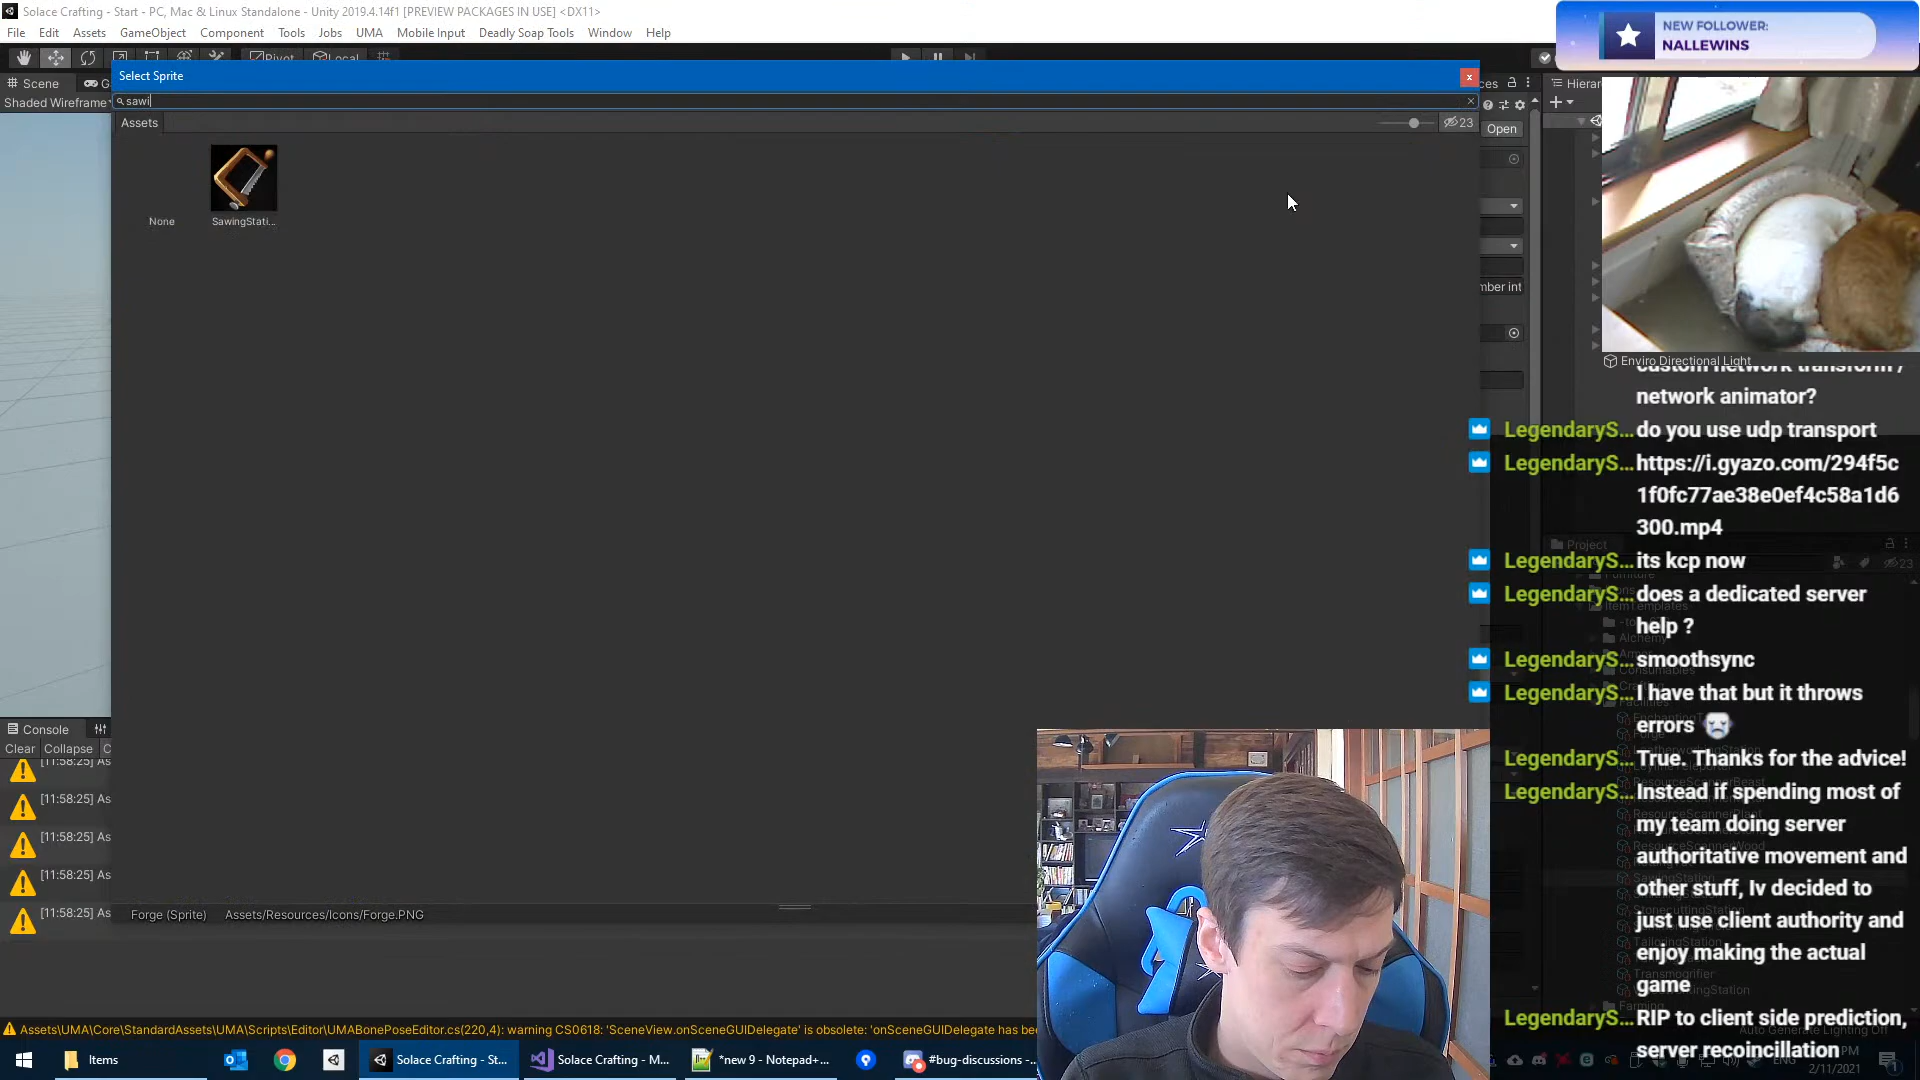 Solace Crafting - Start - PC, Mac & Linux Standalone - Unity 2019.4.14f1 [PREVIEW PACKAGES IN USE] <DX11>
File Edit Assets GameObject Component Tools Jobs UMA Mobile Input Deadly Soap Tools Window Help
NEW FOLLOWER:
NALLEWINS
Pivot Local
Scene
Select Sprite
Shaded Wireframe
sawi
Assets
23
Open
None
SawingStati...
mber int
Enviro Directional Light
network animator?
LegendaryS... do you use udp transport
LegendaryS... https://i.gyazo.com/294f5c
1f0fc77ae38e0ef4c58a1d6
300.mp4
LegendaryS... its kcp now
LegendaryS... does a dedicated server
help ?
LegendaryS... smoothsync
LegendaryS... I have that but it throws
errors
LegendaryS... True. Thanks for the advice!
LegendaryS... Instead if spending most of
my team doing server
authoritative movement and
other stuff, Iv decided to
just use client authority and
enjoy making the actual
game
LegendaryS... RIP to client side prediction,
server recoincillation
Project
Console
Clear Collapse
[11:58:25] As
[11:58:25] As
[11:58:25] As
[11:58:25] As
[11:58:25] As
Forge (Sprite) Assets/Resources/Icons/Forge.PNG
Assets\UMA\Core\StandardAssets\UMA\Scripts\Editor\UMABonePoseEditor.cs(220,4): warning CS0618: 'SceneView.onSceneGUIDelegate' is obsolete: 'onSceneGUIDelegate has bee
Items
Solace Crafting - St...
Solace Crafting - M...
*new 9 - Notepad+...
#bug-discussions -...
2/11/2021